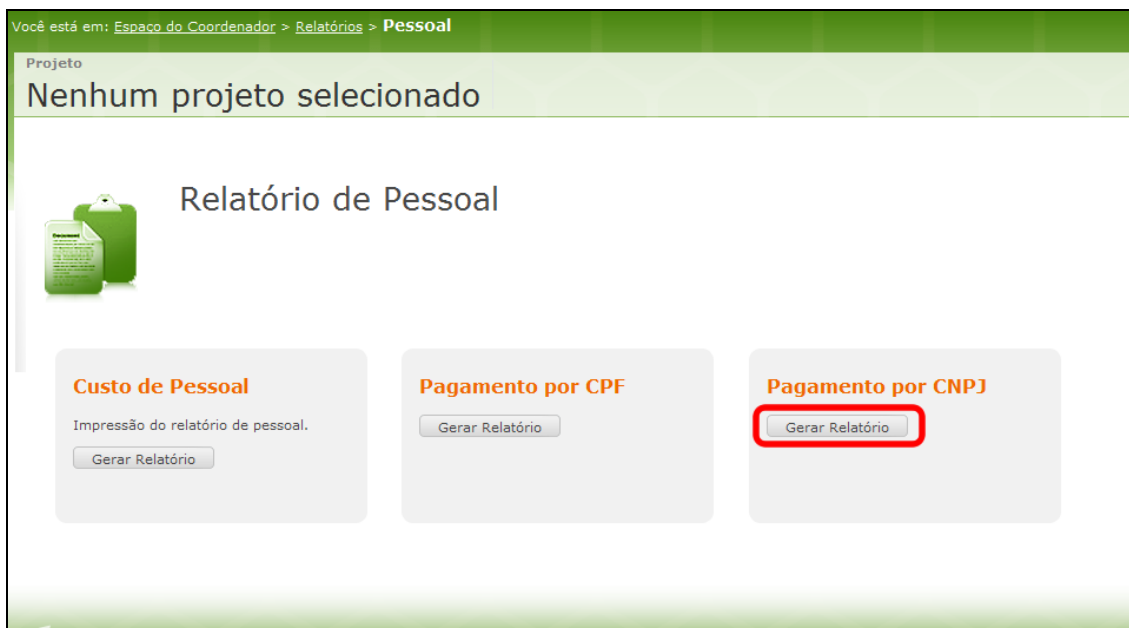 Você está em: Espaço do Coordenador > Relatórios > Pessoal
Projeto
Nenhum projeto selecionado
Relatório de Pessoal
Document
Custo de Pessoal
Impressão do relatório de pessoal.
Gerar Relatório
Pagamento por CPF
Gerar Relatório
Pagamento por CNPJ
Gerar Relatório